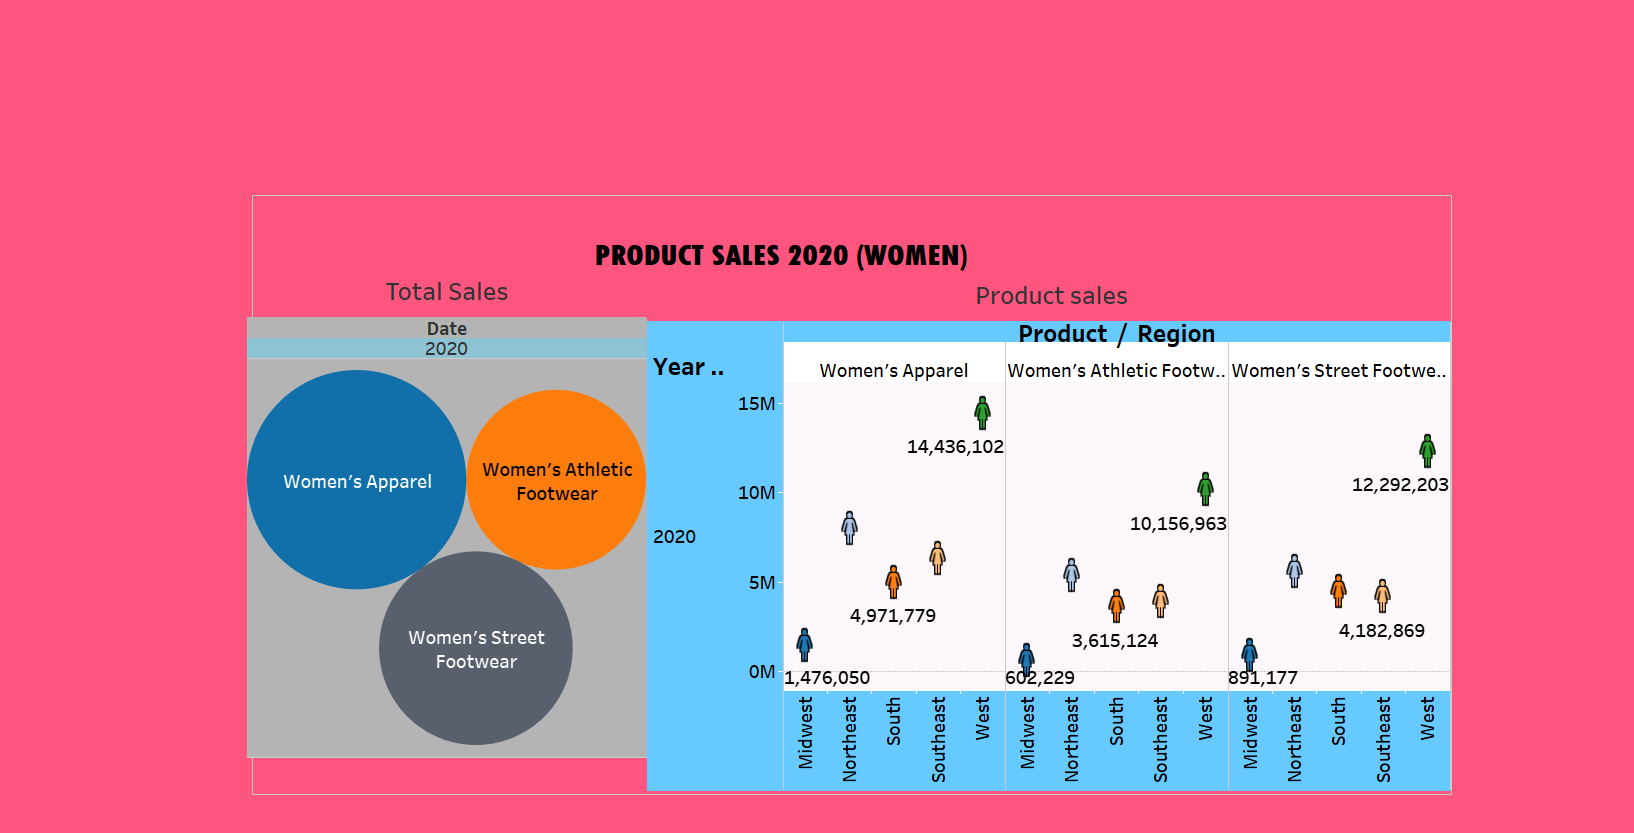 PRODUCT SALES 2020 (WOMEN)
Total Sales
Date
2020
Women's Apparel
Women's Athletic
Footwear
Women's Street
Footwear
Product sales
Product / Region
Year ..
Women's Apparel
Women's Athletic Footw..
Women's Street Footwe..
2020
15M
10M
5M
0M
14,436,102
4,971,779
1,476,050
10,156,963
3,615,124
602,229
12,292,203
4,182,869
891,177
Midwest
Northeast
South
Southeast
West
Midwest
Northeast
South
Southeast
West
Midwest
Northeast
South
Southeast
West